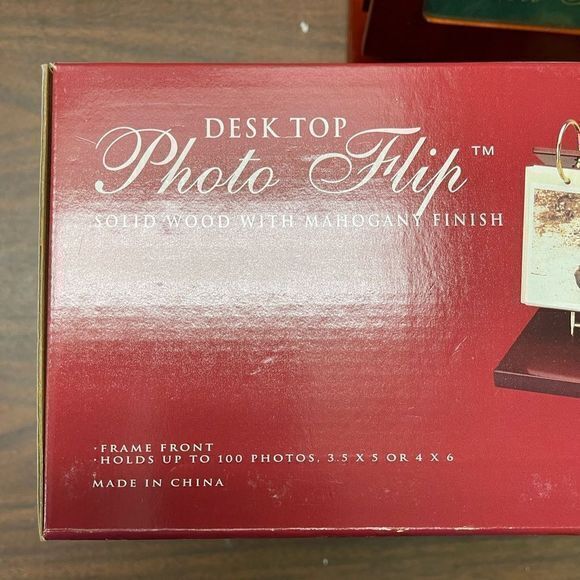 DESK TOP
Photo Flip™
SOLID WOOD WITH MAHOGANY FINISH
·FRAME FRONT
·HOLDS UP TO 100 PHOTOS, 3.5 X 5 OR 4 X 6
MADE IN CHINA